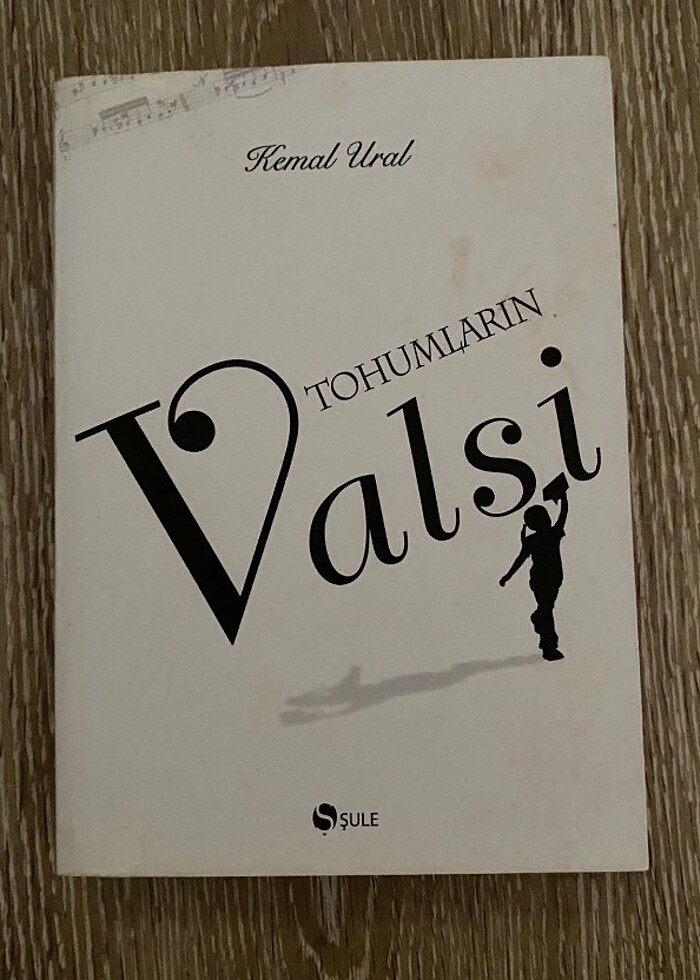 Kemal Ural
TOHUMLARIN
Valsi
ŞULE